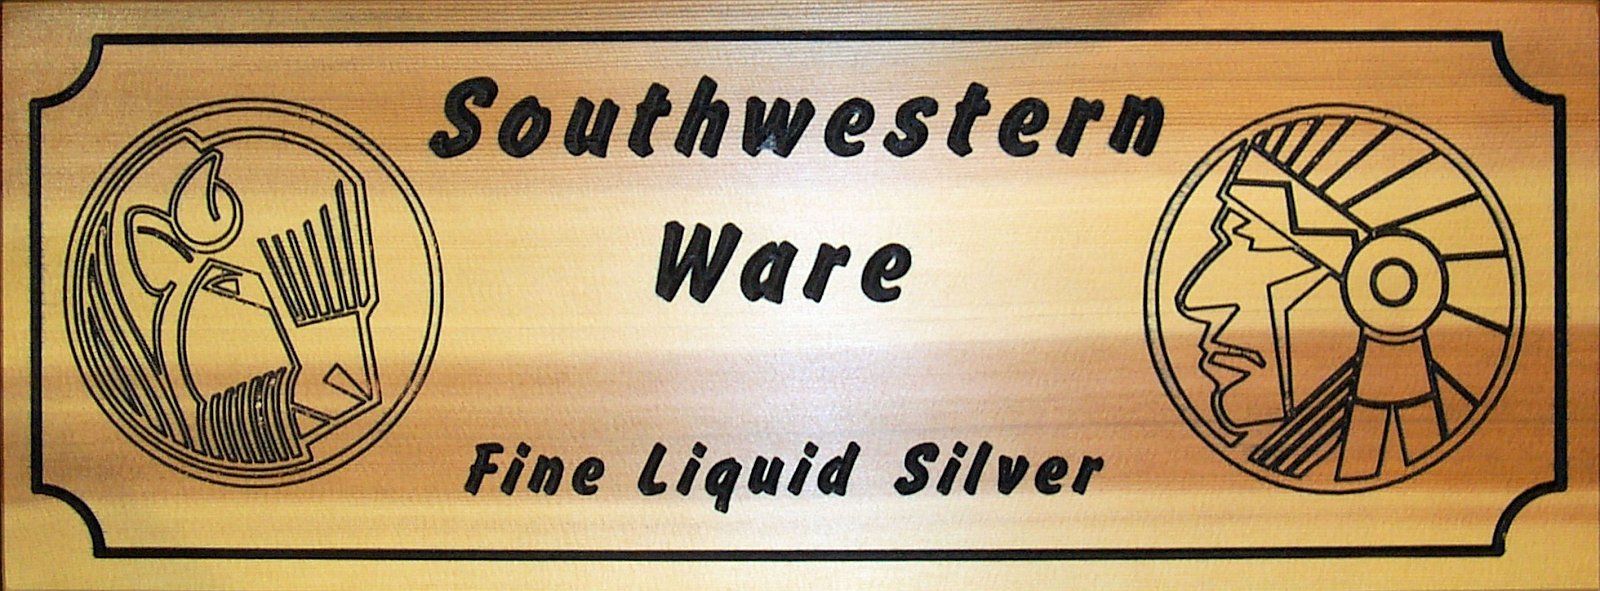 Southwestern
Ware
Fine Liquid Silver